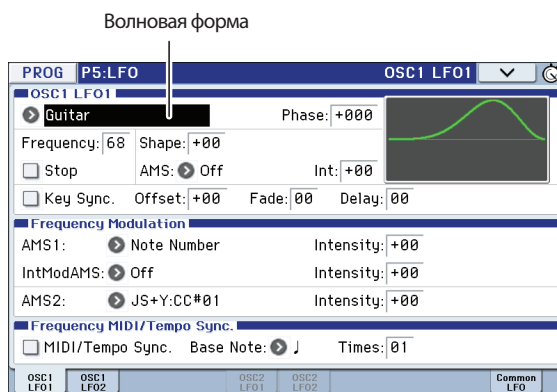 Волновая форма
PROG P5:LFO OSC1 LFO1
OSC1 LFO1
Guitar Phase: +000
Frequency: 68 Shape: +00
Stop AMS: Off Int: +00
Key Sync. Offset: +00 Fade: 00 Delay: 00
Frequency Modulation
AMS1: Note Number Intensity: +00
IntModAMS: Off Intensity: +00
AMS2: JS+Y:CC#01 Intensity: +00
Frequency MIDI/Tempo Sync.
MIDI/Tempo Sync. Base Note: ♩ Times: 01
OSC1 LFO1 OSC1 LFO2 OSC2 LFO1 OSC2 LFO2 Common LFO